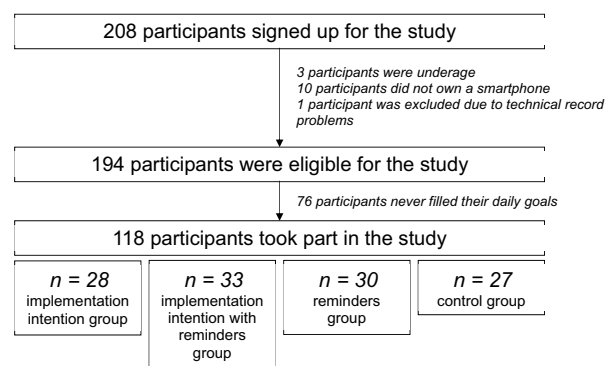 208 participants signed up for the study
3 participants were underage
10 participants did not own a smartphone
1 participant was excluded due to technical record
problems
194 participants were eligible for the study
76 participants never filled their daily goals
118 participants took part in the study
n = 28
implementation
intention group
n = 33
implementation
intention with
reminders
group
n = 30
reminders
group
n = 27
control group